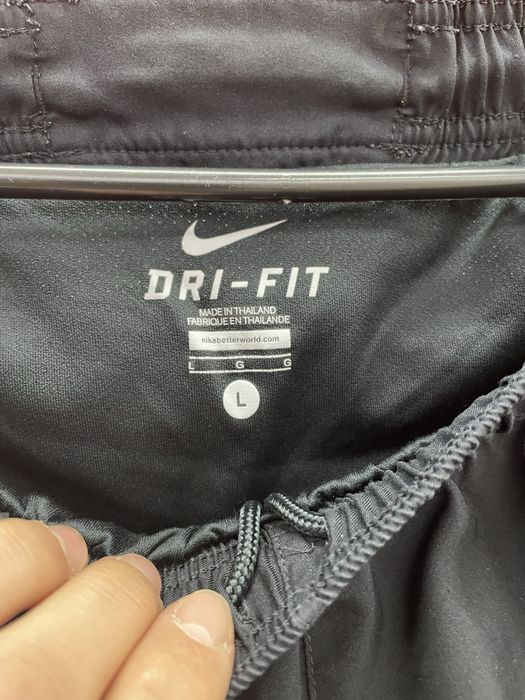 DRI-FIT
MADE IN THAILAND
FABRIQUE EN THAILANDE
nikebetterworld.com
L G G
L